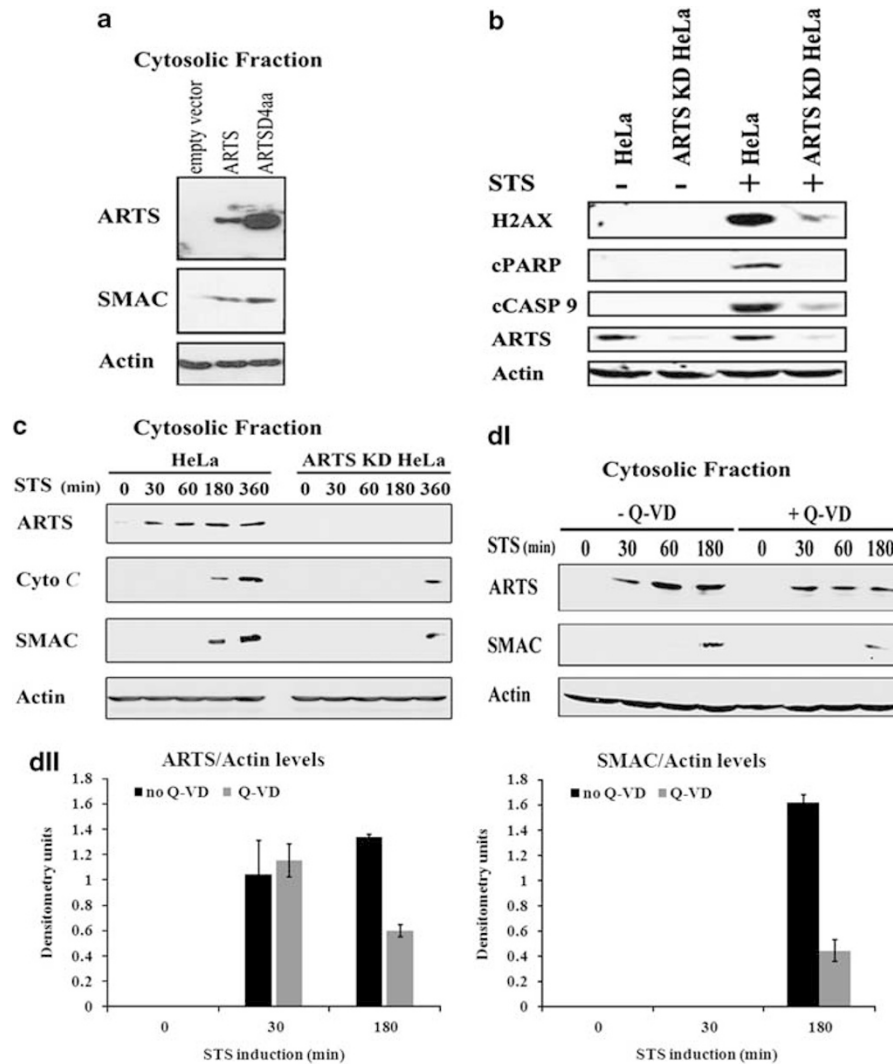 a
Cytosolic Fraction
empty vector
ARTS
ARTSD4aa
ARTS
SMAC
Actin
b
HeLa
ARTS KD HeLa
HeLa
ARTS KD HeLa
STS - - + +
H2AX
cPARP
cCASP 9
ARTS
Actin
c
Cytosolic Fraction
HeLa ARTS KD HeLa
STS (min) 0 30 60 180 360 0 30 60 180 360
ARTS
Cyto C
SMAC
Actin
dI
Cytosolic Fraction
- Q-VD + Q-VD
STS (min) 0 30 60 180 0 30 60 180
ARTS
SMAC
Actin
dII
ARTS/Actin levels
no Q-VD Q-VD
Densitometry units
1.8
1.6
1.4
1.2
1
0.8
0.6
0.4
0.2
0
0 30 180
STS induction (min)
SMAC/Actin levels
no Q-VD Q-VD
Densitometry units
1.8
1.6
1.4
1.2
1
0.8
0.6
0.4
0.2
0
0 30 180
STS induction (min)